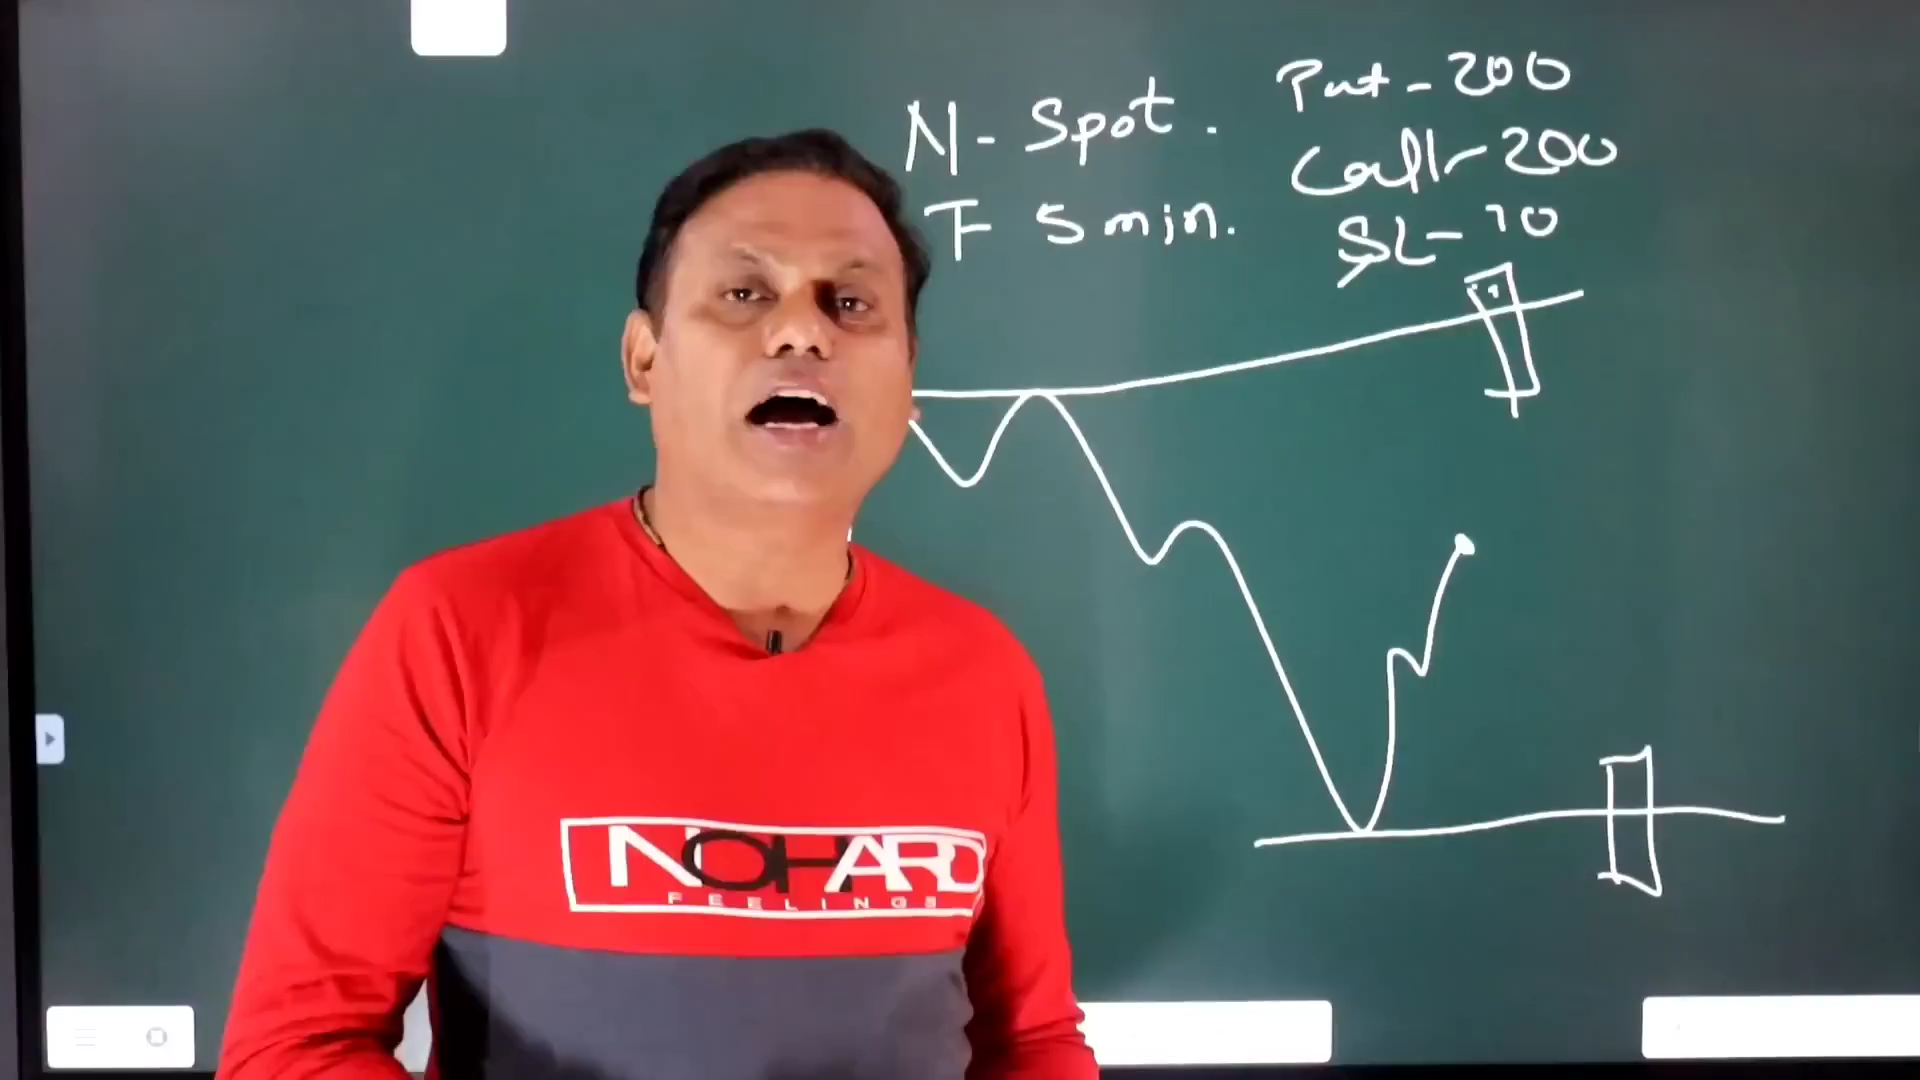 N - Spot.
F 5 min.
Put - 200
Call - 200
SL - 10
NOHARD
FEELINGS